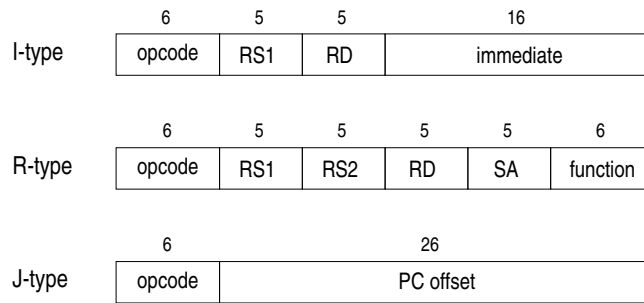 6 5 5 16
I-type opcode RS1 RD immediate
6 5 5 5 5 6
R-type opcode RS1 RS2 RD SA function
6 26
J-type opcode PC offset